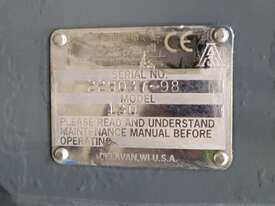 CE
SERIAL NO.
MODEL
PLEASE READ AND UNDERSTAND
MAINTENANCE MANUAL BEFORE
OPERATING
DELAVAN, WI U.S.A.